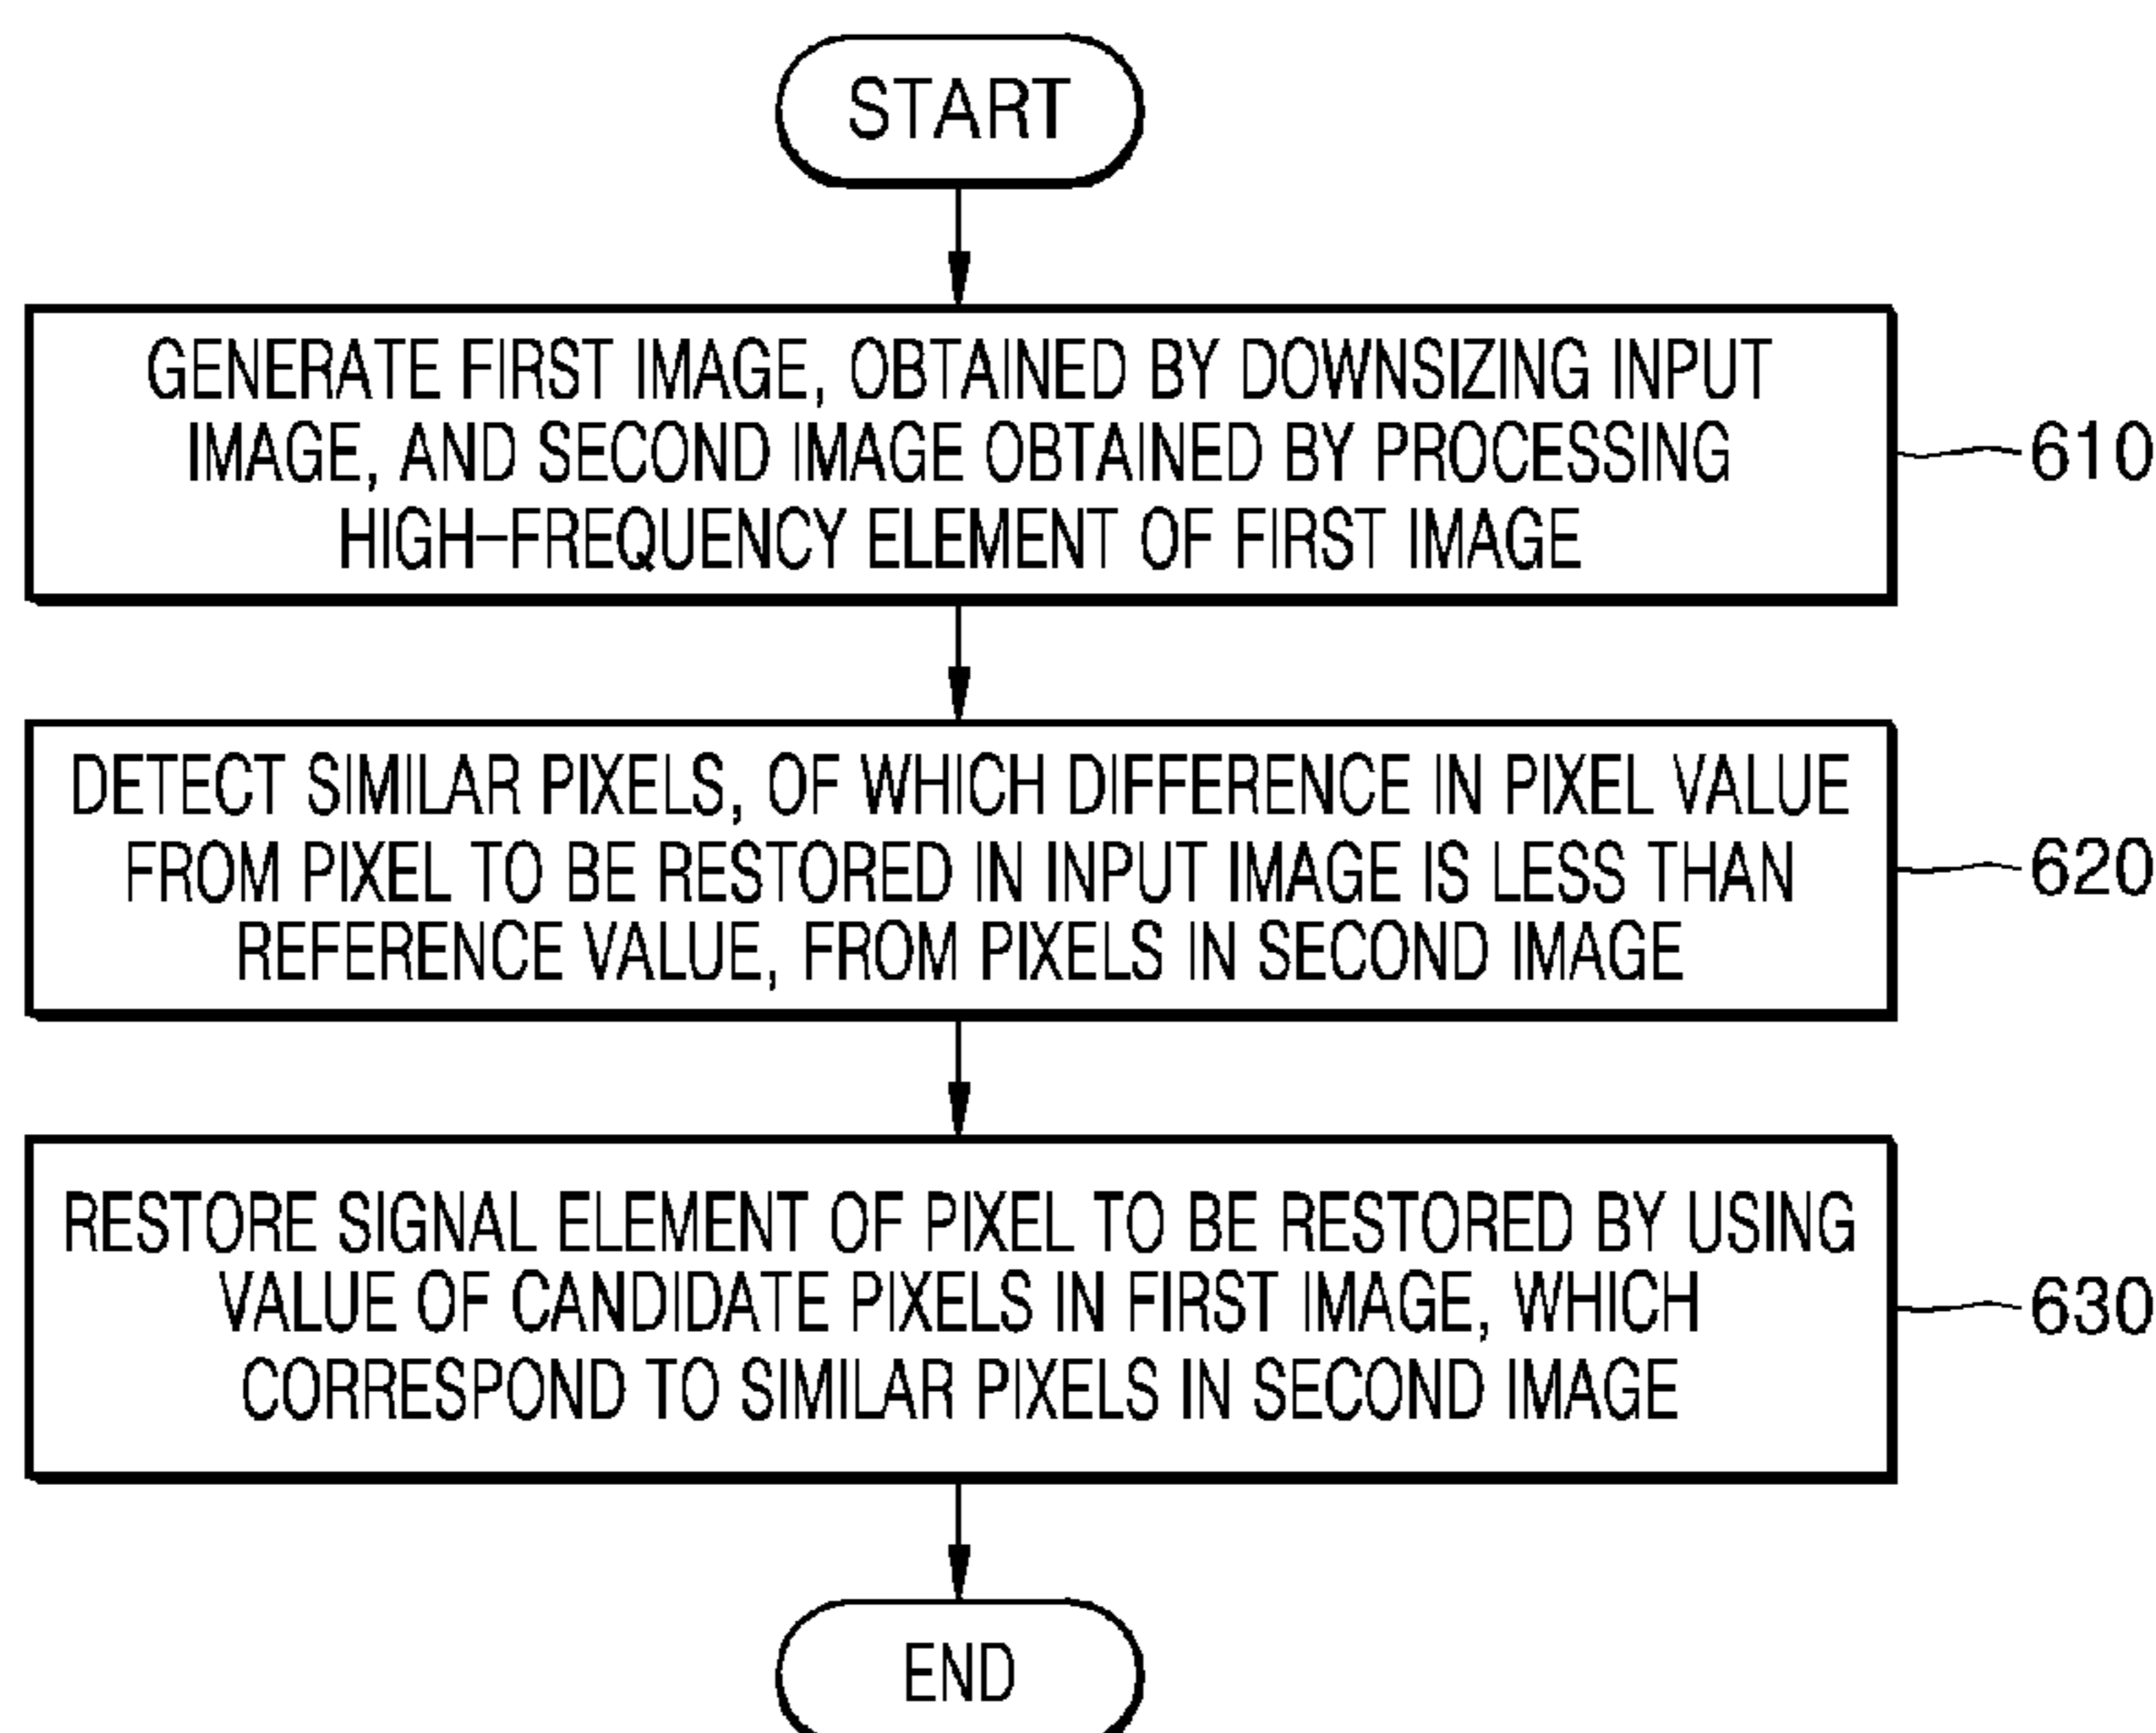 START
GENERATE FIRST IMAGE, OBTAINED BY DOWNSIZING INPUT
IMAGE, AND SECOND IMAGE OBTAINED BY PROCESSING
HIGH-FREQUENCY ELEMENT OF FIRST IMAGE
610
DETECT SIMILAR PIXELS, OF WHICH DIFFERENCE IN PIXEL VALUE
FROM PIXEL TO BE RESTORED IN INPUT IMAGE IS LESS THAN
REFERENCE VALUE, FROM PIXELS IN SECOND IMAGE
620
RESTORE SIGNAL ELEMENT OF PIXEL TO BE RESTORED BY USING
VALUE OF CANDIDATE PIXELS IN FIRST IMAGE, WHICH
CORRESPOND TO SIMILAR PIXELS IN SECOND IMAGE
630
END